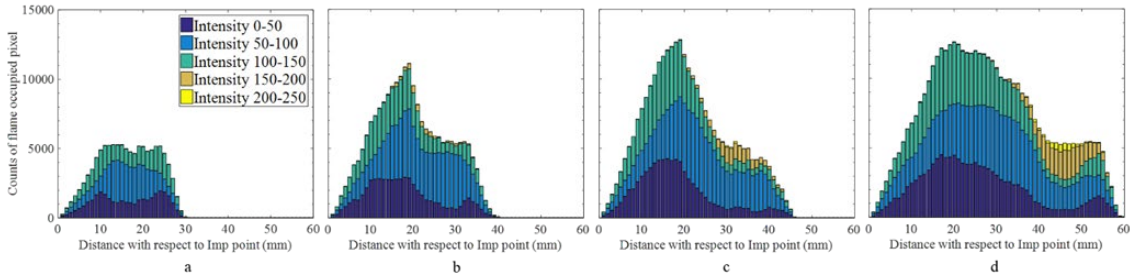 15000
10000
5000
0
Counts of flame occupied pixel
Intensity 0-50
Intensity 50-100
Intensity 100-150
Intensity 150-200
Intensity 200-250
0 10 20 30 40 50 60
Distance with respect to Imp point (mm)
a
0 10 20 30 40 50 60
Distance with respect to Imp point (mm)
b
0 10 20 30 40 50 60
Distance with respect to Imp point (mm)
c
0 10 20 30 40 50 60
Distance with respect to Imp point (mm)
d